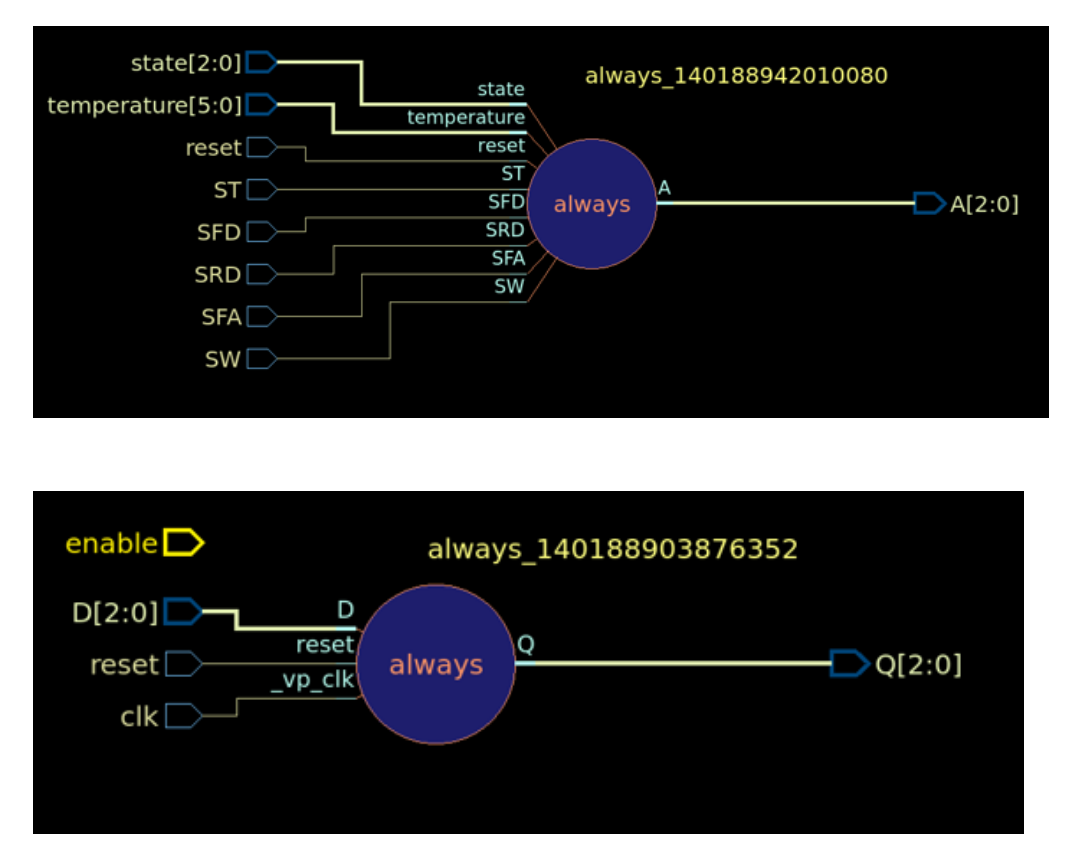 state[2:0]
temperature[5:0]
reset
ST
SFD
SRD
SFA
SW
state
temperature
reset
ST
SFD
SRD
SFA
SW
always_140188942010080
always
A
A[2:0]
enable
D[2:0]
reset
clk
D
reset
_vp_clk
always_140188903876352
always
Q
Q[2:0]